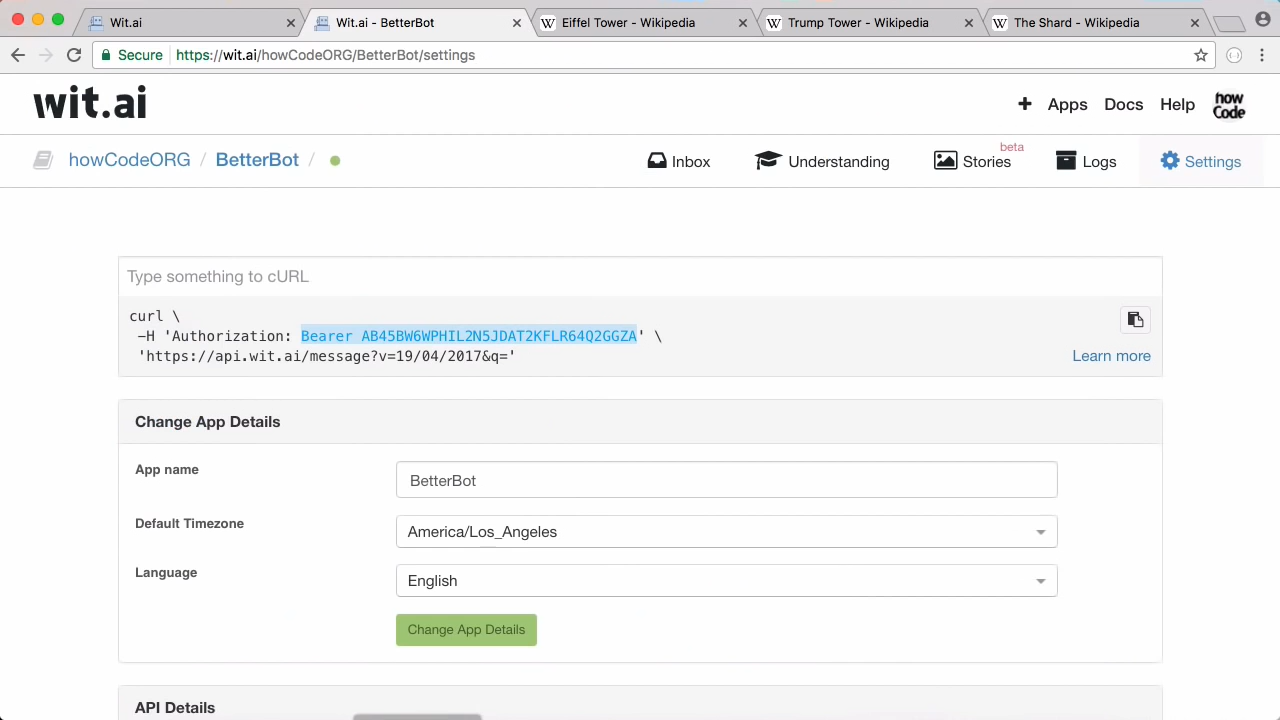 Wit.ai
Wit.ai - BetterBot
Eiffel Tower - Wikipedia
Trump Tower - Wikipedia
The Shard - Wikipedia
Secure https://wit.ai/howCodeORG/BetterBot/settings
wit.ai
Apps Docs Help how Code
howCodeORG / BetterBot /
Inbox Understanding Stories beta Logs Settings
Type something to cURL
curl \
-H 'Authorization: Bearer AB45BW6WPHIL2N5JDAT2KFLR64Q2GGZA' \
'https://api.wit.ai/message?v=19/04/2017&q='
Learn more
Change App Details
App name
BetterBot
Default Timezone
America/Los_Angeles
Language
English
Change App Details
API Details